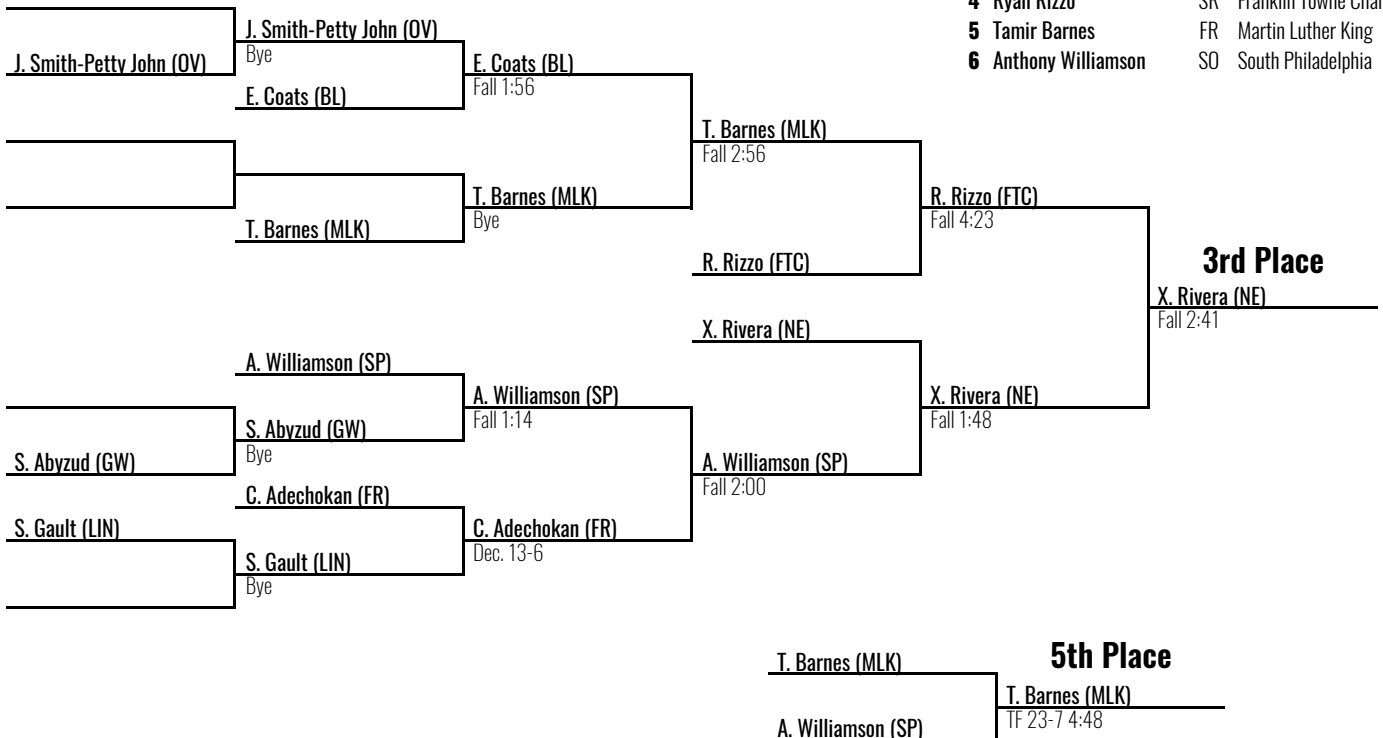 4 Ryan Rizzo SR Franklin Towne
5 Tamir Barnes FR Martin Luther King
6 Anthony Williamson SO South Philadelphia
J. Smith-Petty John (OV)
J. Smith-Petty John (OV)
Bye
E. Coats (BL)
E. Coats (BL)
Fall 1:56
T. Barnes (MLK)
T. Barnes (MLK)
Bye
T. Barnes (MLK)
Fall 2:56
R. Rizzo (FTC)
R. Rizzo (FTC)
Fall 4:23
3rd Place
X. Rivera (NE)
Fall 2:41
X. Rivera (NE)
X. Rivera (NE)
Fall 1:48
A. Williamson (SP)
A. Williamson (SP)
Fall 1:14
S. Abyzud (GW)
Bye
S. Abyzud (GW)
A. Williamson (SP)
Fall 2:00
C. Adechokan (FR)
S. Gault (LIN)
C. Adechokan (FR)
Dec. 13-6
S. Gault (LIN)
Bye
5th Place
T. Barnes (MLK)
T. Barnes (MLK)
TF 23-7 4:48
A. Williamson (SP)